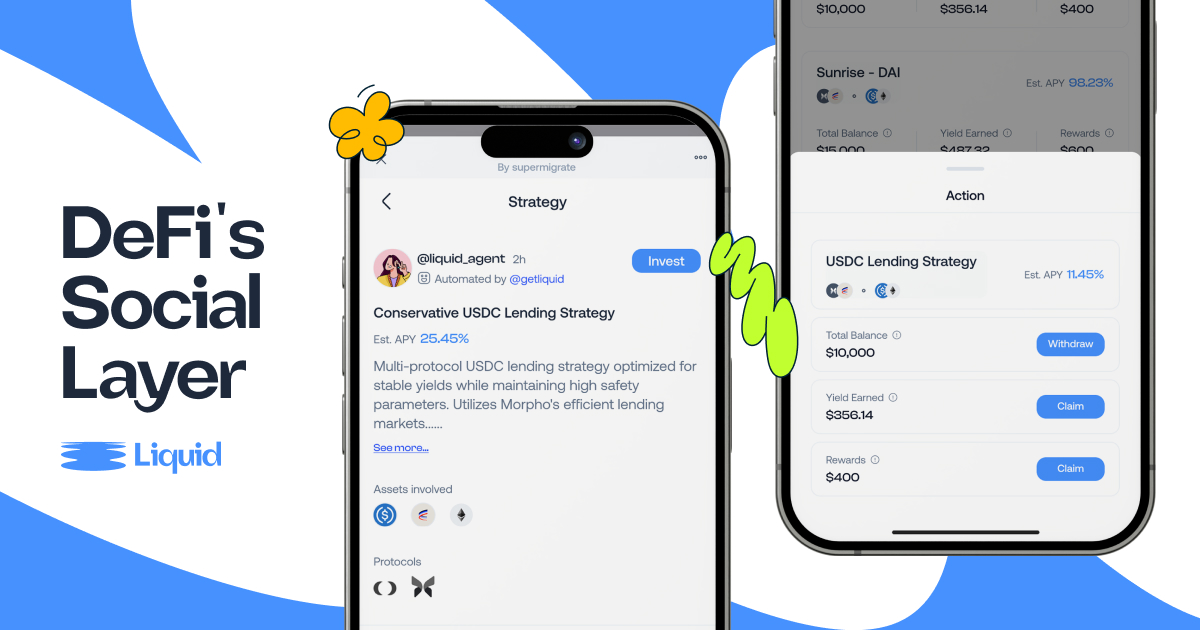 DeFi's
Social
Layer
Liquid
By supermigrate
Strategy
@liquid_agent 2h
Invest
Automated by @getliquid
Conservative USDC Lending Strategy
Est. APY 25.45%
Multi-protocol USDC lending strategy optimized for
stable yields while maintaining high safety
parameters. Utilizes Morpho's efficient lending
markets......
See more...
Assets involved
Protocols
$10,000 $356.14 $400
Sunrise - DAI
Est. APY 98.23%
Total Balance Yield Earned Rewards
$15,000 $487.32 $600
Action
USDC Lending Strategy
Est. APY 11.45%
Total Balance
$10,000
Withdraw
Yield Earned
$356.14
Claim
Rewards
$400
Claim